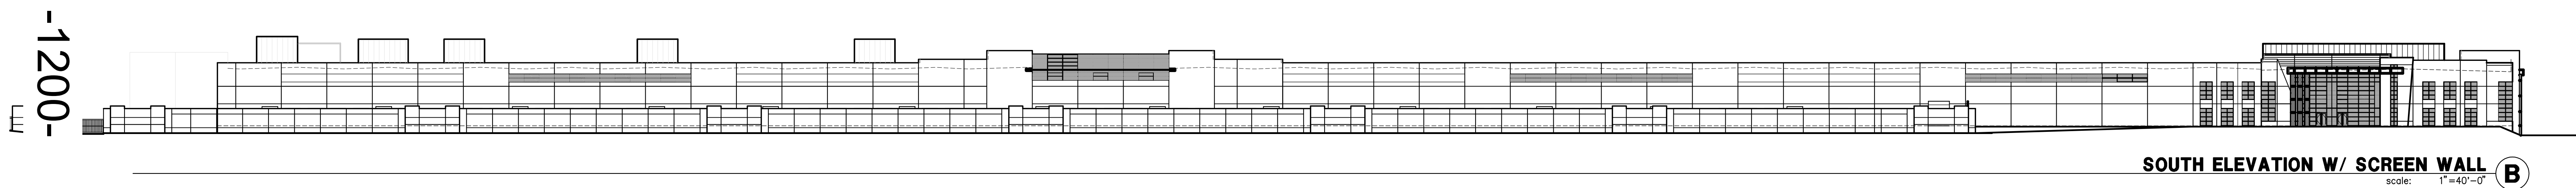 -1200-
SOUTH ELEVATION W/ SCREEN WALL
B
scale: 1"=40'-0"